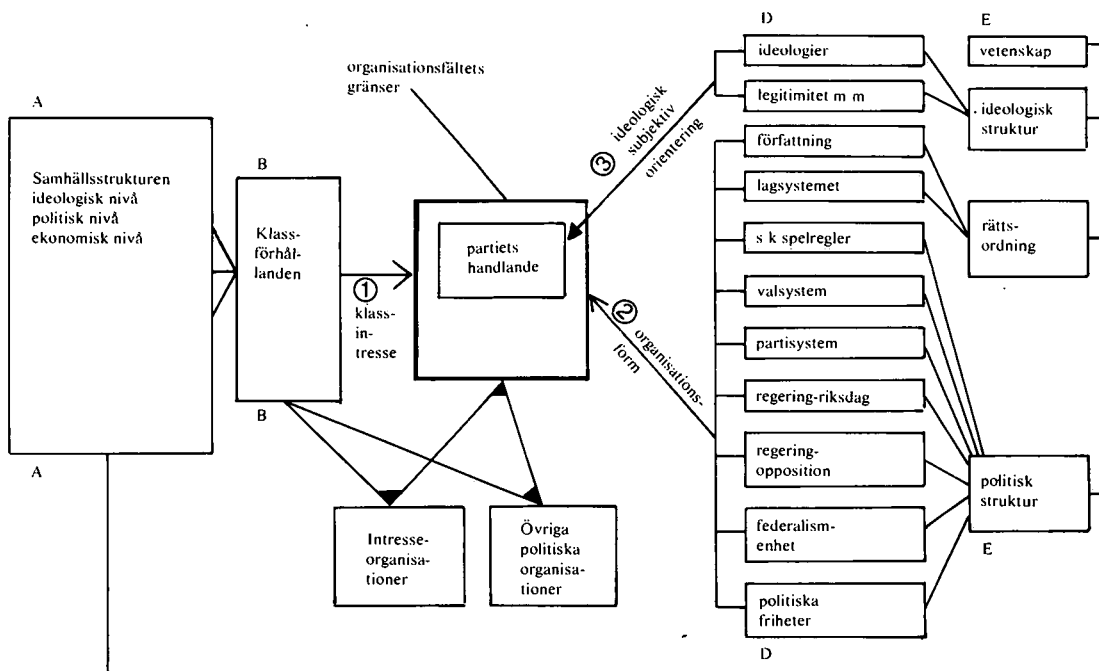 A
Samhällsstrukturen
ideologisk nivå
politisk nivå
ekonomisk nivå
A
B
Klass-
förhål-
landen
B
①
klass-
in-
tresse
organisationsfältets
gränser
partiets
handlande
③ ideologisk
subjektiv
orientering
② organisations-
form
Intresse-
organisa-
tioner
Övriga
politiska
organisa-
tioner
D
ideologier
legitimitet m m
författning
lagsystemet
s k spelregler
valsystem
partisystem
regering-riksdag
regering-
opposition
federalism-
enhet
politiska
friheter
D
E
vetenskap
ideologisk
struktur
rätts-
ordning
politisk
struktur
E